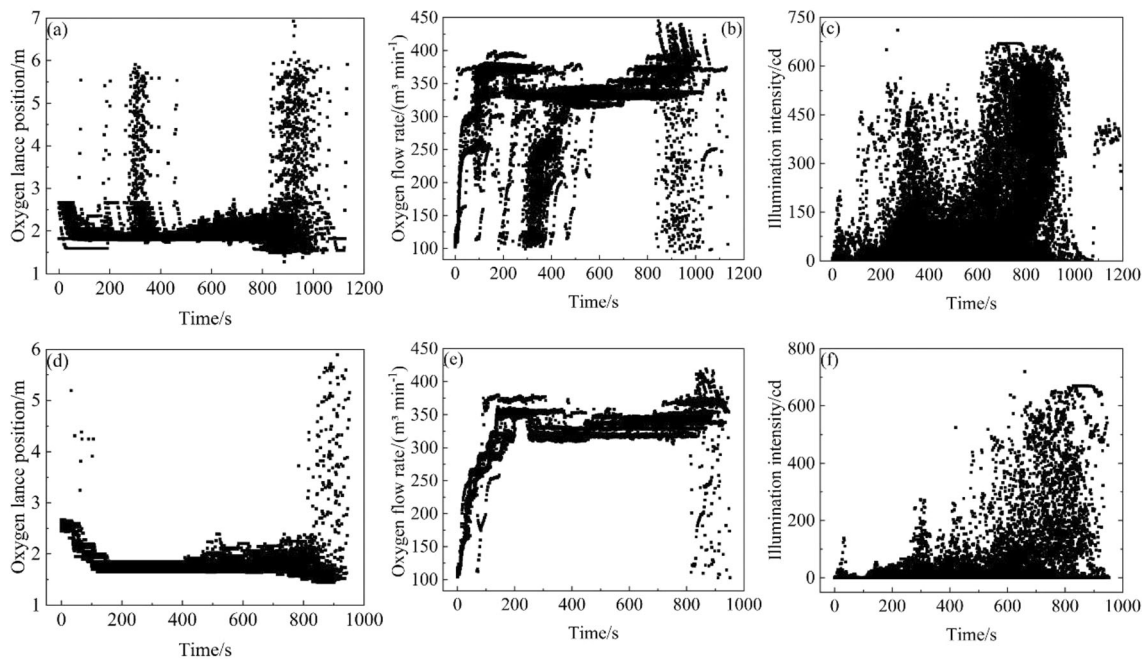 (a)
Oxygen lance position/m
7
6
5
4
3
2
1
0 200 400 600 800 1000 1200
Time/s
(b)
Oxygen flow rate/(m³ min⁻¹)
450
400
350
300
250
200
150
100
0 200 400 600 800 1000 1200
Time/s
(c)
Illumination intensity/cd
750
600
450
300
150
0
0 200 400 600 800 1000 1200
Time/s
(d)
Oxygen lance position/m
6
5
4
3
2
1
0 200 400 600 800 1000
Time/s
(e)
Oxygen flow rate/(m³ min⁻¹)
450
400
350
300
250
200
150
100
0 200 400 600 800 1000
Time/s
(f)
Illumination intensity/cd
800
600
400
200
0
0 200 400 600 800 1000
Time/s